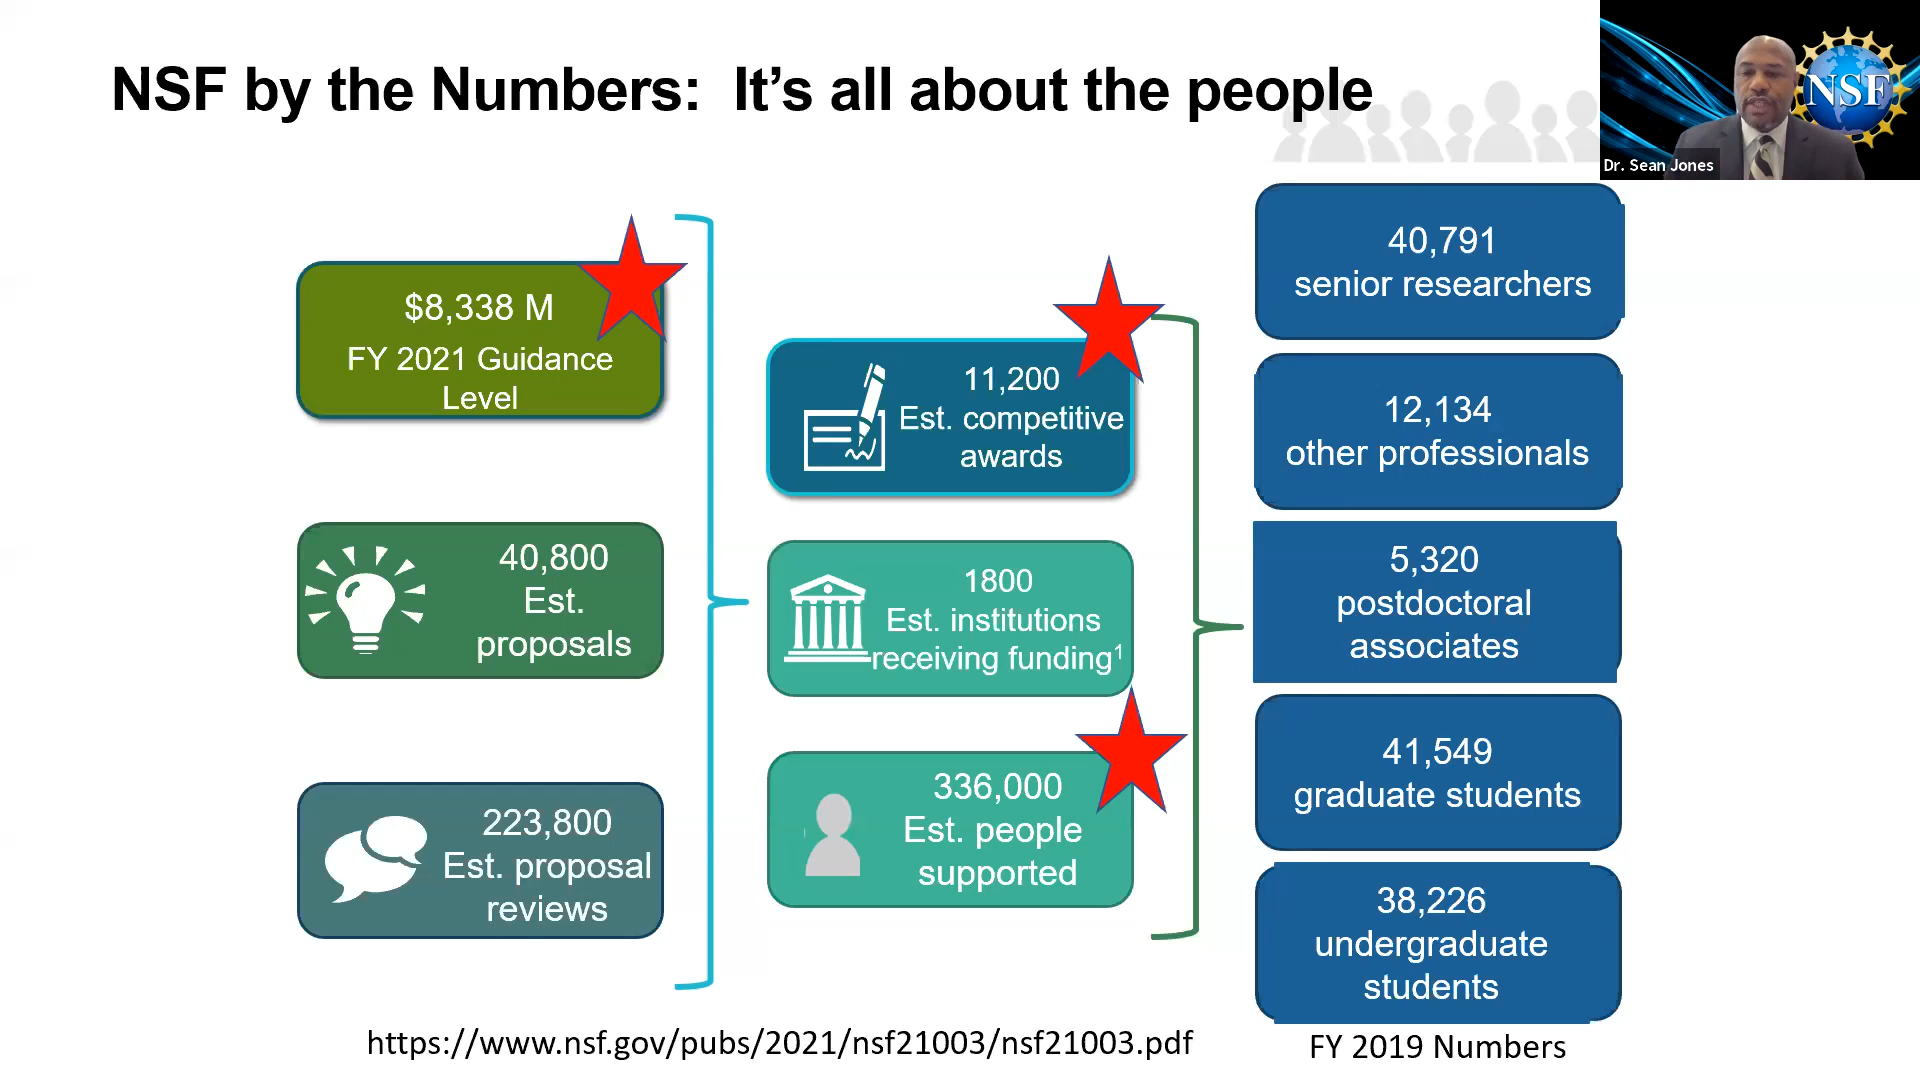 NSF by the Numbers: It's all about the people
NSF
Dr. Sean Jones
$8,338 M
FY 2021 Guidance
Level
40,800
Est.
proposals
223,800
Est. proposal
reviews
11,200
Est. competitive
awards
1800
Est. institutions
receiving funding¹
336,000
Est. people
supported
40,791
senior researchers
12,134
other professionals
5,320
postdoctoral
associates
41,549
graduate students
38,226
undergraduate
students
https://www.nsf.gov/pubs/2021/nsf21003/nsf21003.pdf
FY 2019 Numbers